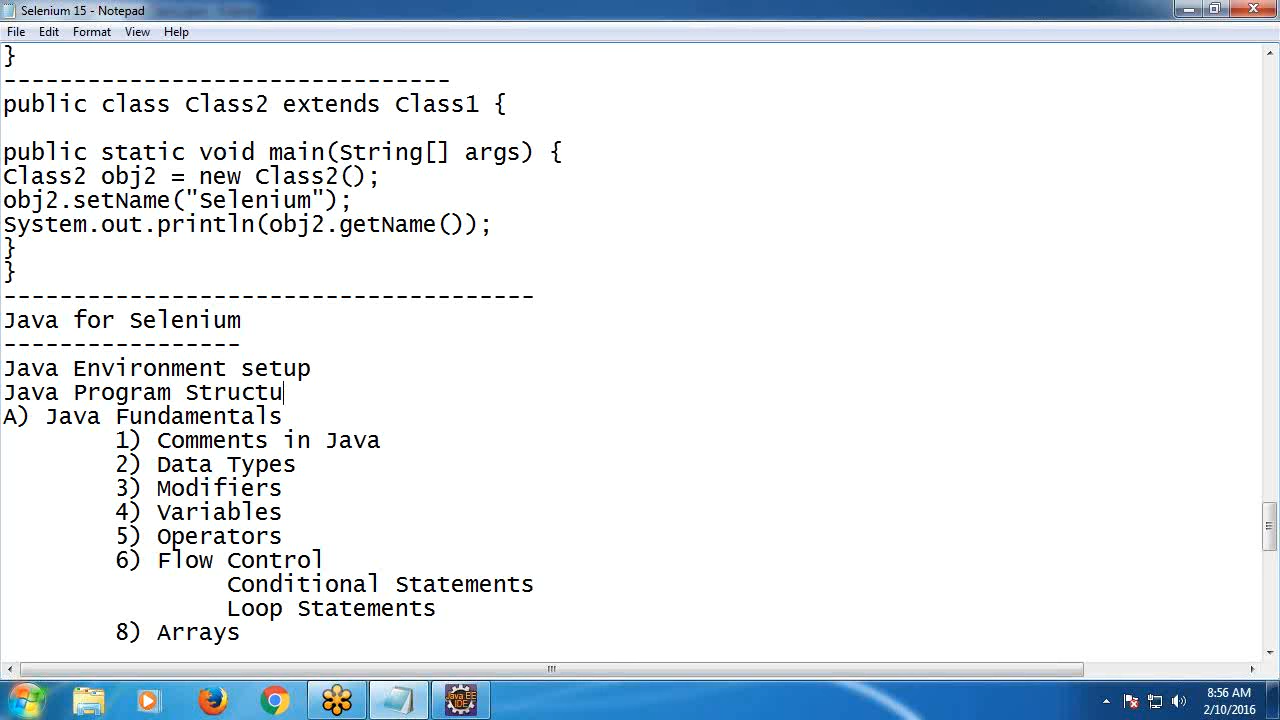 Selenium 15 - Notepad
File Edit Format View Help
}
--------------------------------
public class Class2 extends Class1 {
public static void main(String[] args) {
Class2 obj2 = new Class2();
obj2.setName("Selenium");
System.out.println(obj2.getName());
}
}
--------------------------------------
Java for Selenium
-----------------
Java Environment setup
Java Program Structu
A) Java Fundamentals
1) Comments in Java
2) Data Types
3) Modifiers
4) Variables
5) Operators
6) Flow Control
Conditional Statements
Loop Statements
8) Arrays
Java EE
IDE
8:56 AM
2/10/2016